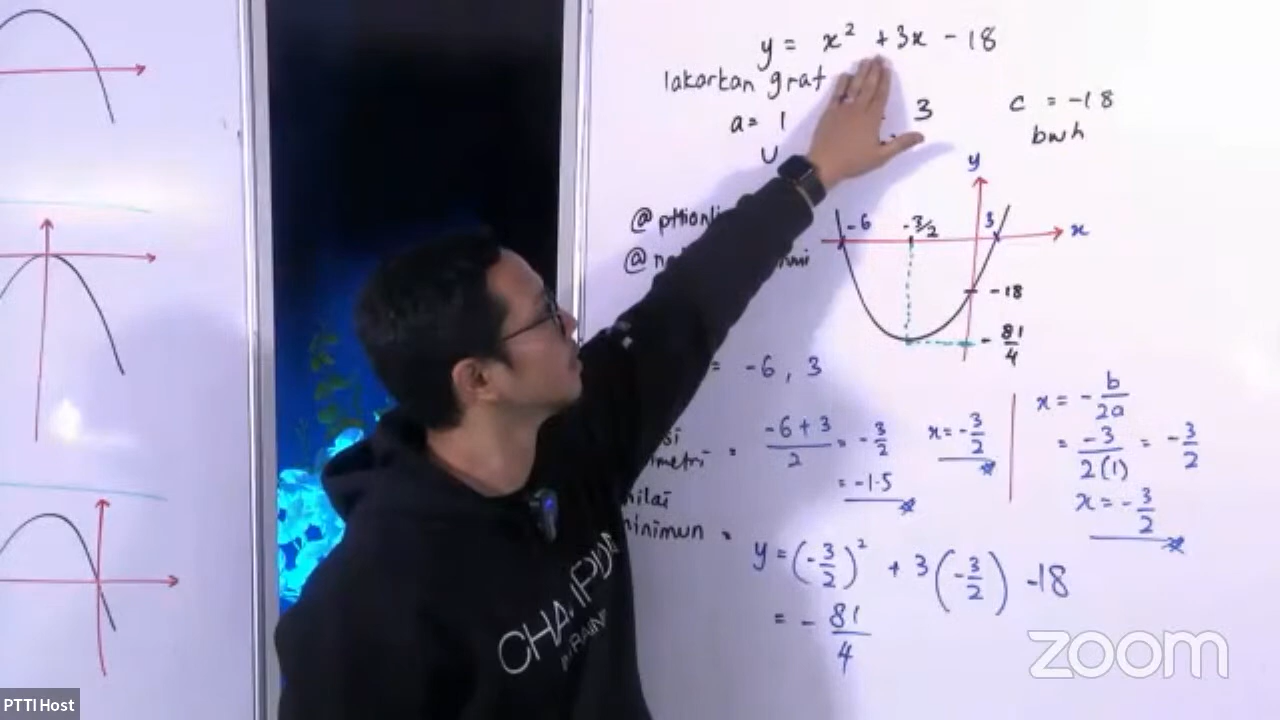 y = x² + 3x - 18
lakarkan graf
a = 1
3
c = -18
U
bwh
y
-6
-3/2
3
x
-18
-81/4
= -6, 3
= (-6 + 3)/2 = -3/2
= -1.5
x = -3/2
x = -b/2a
= -3/2(1) = -3/2
x = -3/2
nilai
minimun =
y = (-3/2)² + 3(-3/2) - 18
= -81/4
CHAMPION
zoom
PTTI Host